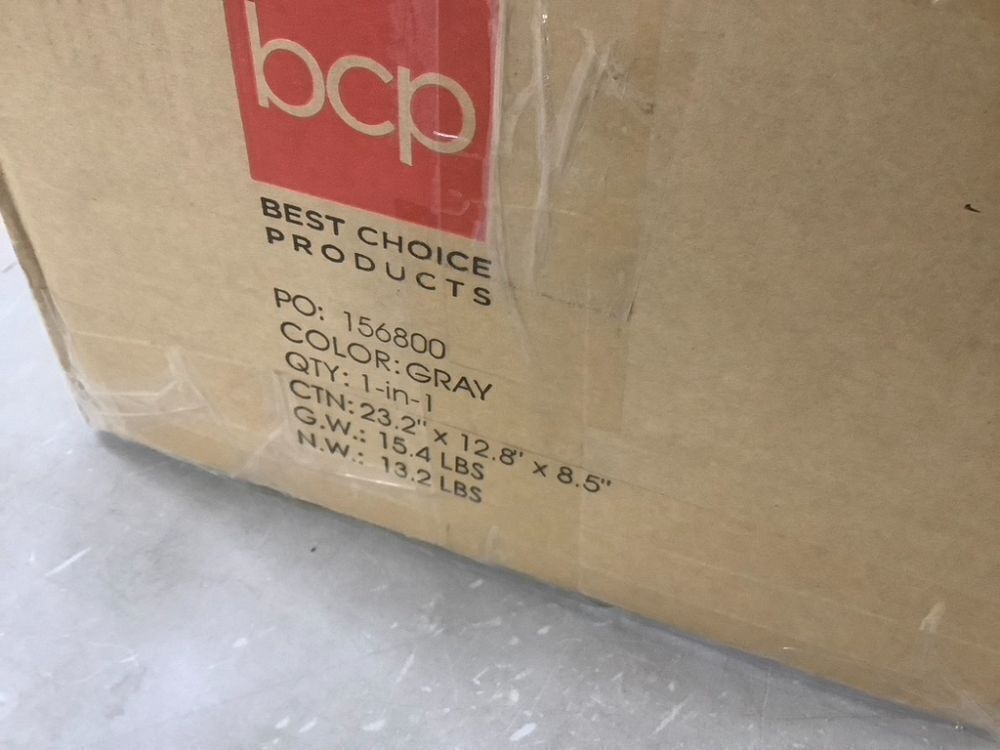 bcp
BEST CHOICE
PRODUCTS
PO: 156800
COLOR: GRAY
QTY: 1-in-1
CTN: 23.2" x 12.8" x 8.5"
G.W.: 15.4 LBS
N.W.: 13.2 LBS